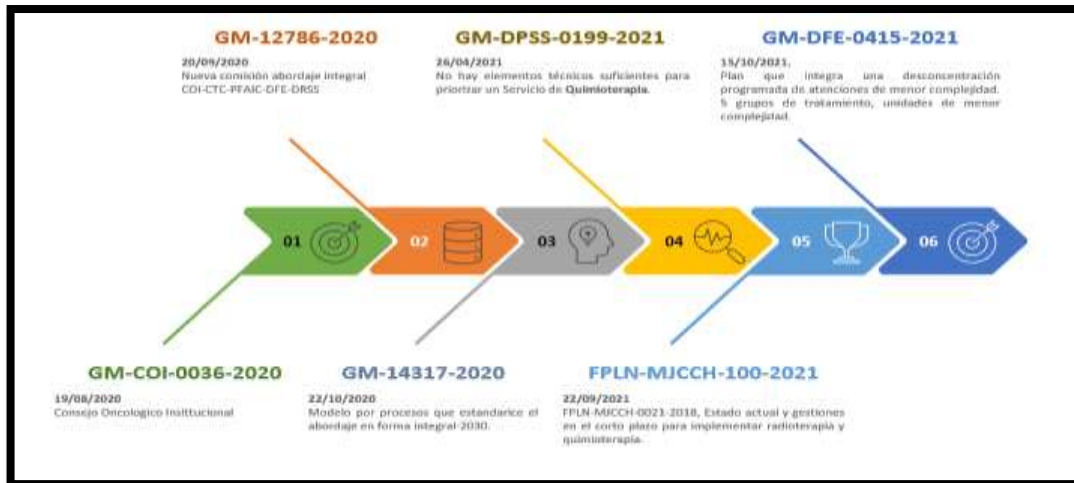 GM-12786-2020
20/09/2020
Nueva comisión abordaje integral
COI-CTC-PFAIC-DFE-DRSS
GM-DPSS-0199-2021
26/04/2021
No hay elementos técnicos suficientes para
priorizar un Servicio de Quimioterapia.
GM-DFE-0415-2021
15/10/2021.
Plan que integra una desconcentración
programada de atenciones de menor complejidad.
5 grupos de tratamiento, unidades de menor
complejidad.
01
02
03
04
05
06
GM-COI-0036-2020
19/08/2020
Consejo Oncologico Insittucional
GM-14317-2020
22/10/2020
Modelo por procesos que estandarice el
abordaje en forma integral-2030.
FPLN-MJCCH-100-2021
22/09/2021
FPLN-MJCCH-0021-2018, Estado actual y gestiones
en el corto plazo para implementar radioterapia y
quimioterapia.